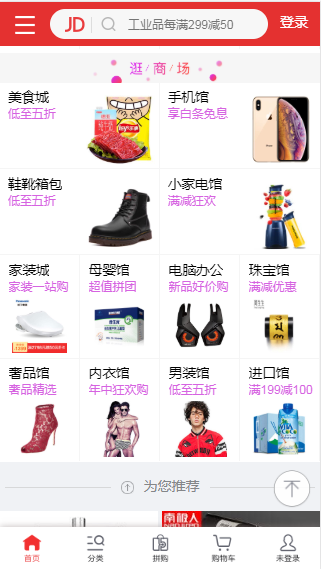 JD 工业品每满299减50 登录
逛 / 商 / 场
美食城 手机馆
低至五折 享白条免息
鞋靴箱包 小家电馆
低至五折 满减狂欢
家装城 母婴馆 电脑办公 珠宝馆
家装一站购 超值拼团 新品好价购 满减优惠
奢品馆 内衣馆 男装馆 进口馆
奢品精选 年中狂欢购 低至五折 满199减100
VITA
COCO
为您推荐
南极人
首页 分类 拼购 购物车 未登录